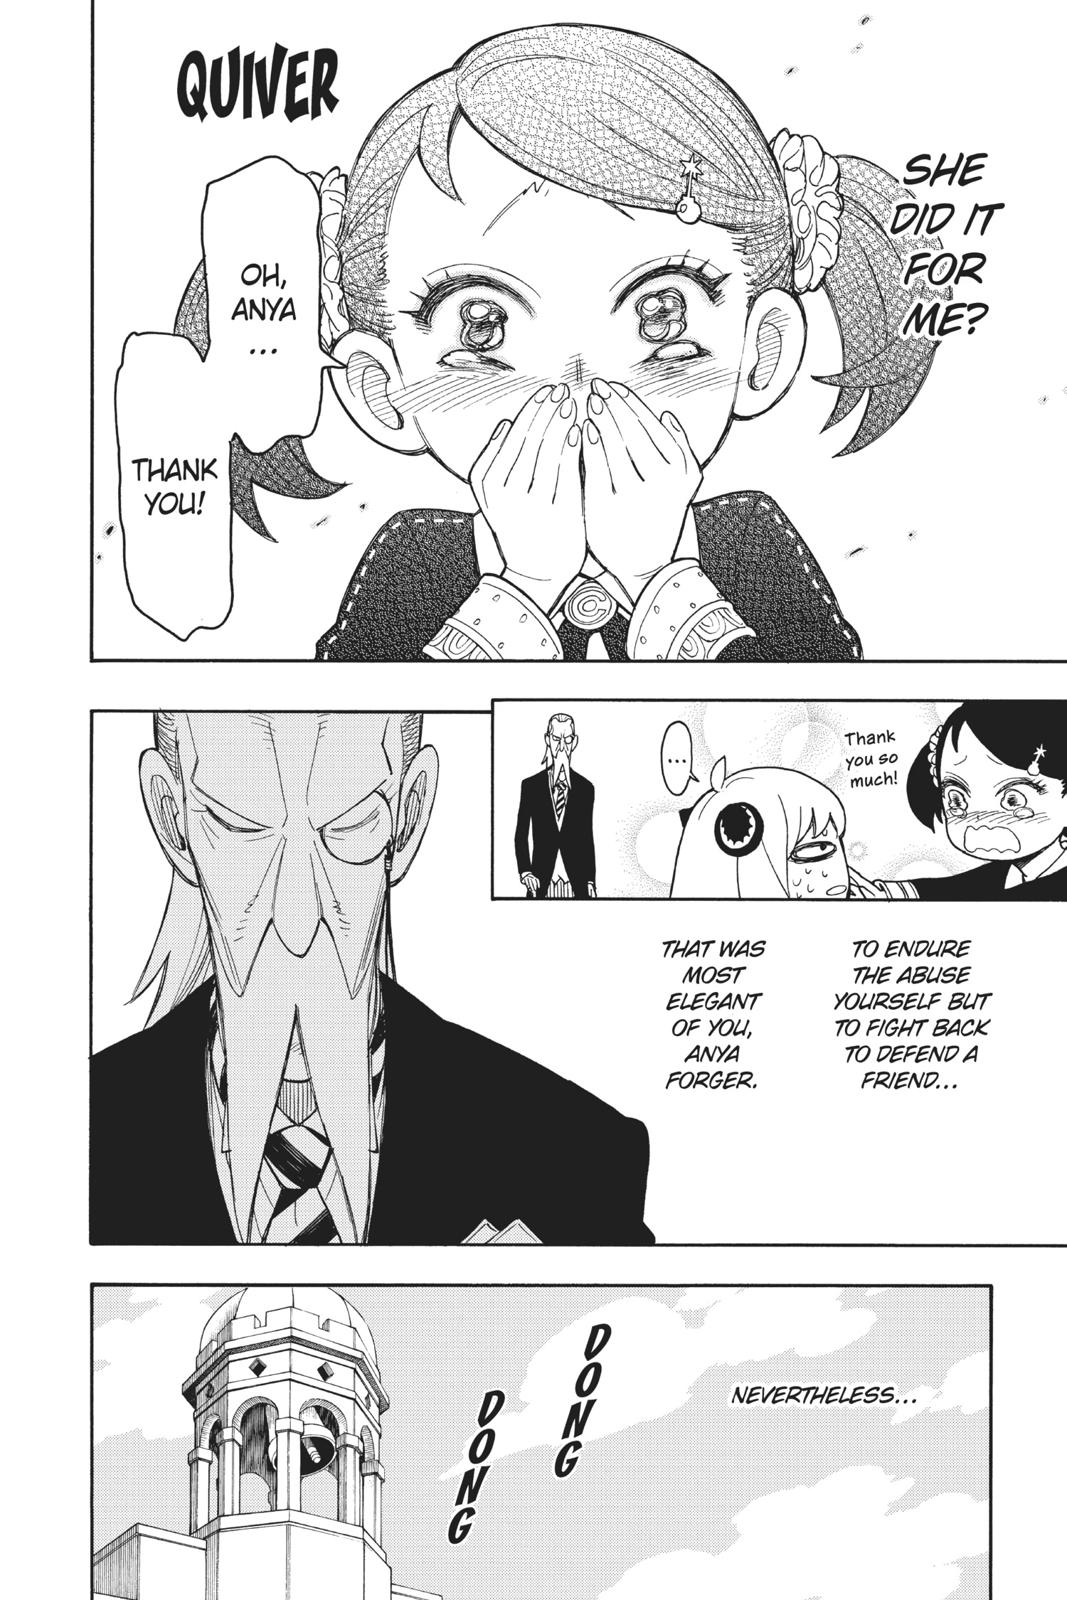 SHE
DID IT
FOR
ME?
QUIVER
OH,
ANYA
...
THANK
YOU!
C
Thank
you so
much!
...
TO ENDURE
THE ABUSE
YOURSELF BUT
TO FIGHT BACK
TO DEFEND A
FRIEND...
THAT WAS
MOST
ELEGANT
OF YOU,
ANYA
FORGER.
DONG
DONG
NEVERTHELESS...